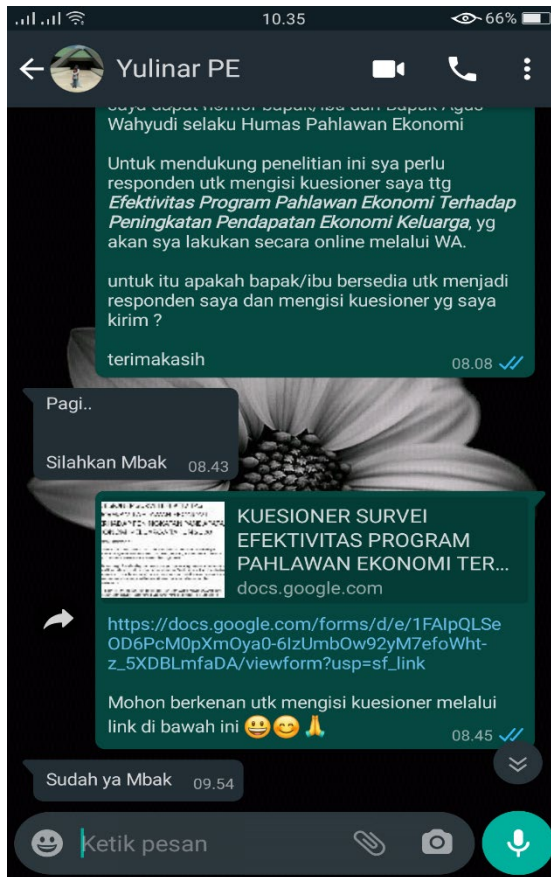 10.35
66%
Yulinar PE
Wahyudi selaku Humas Pahlawan Ekonomi
Untuk mendukung penelitian ini sya perlu
responden utk mengisi kuesioner saya ttg
Efektivitas Program Pahlawan Ekonomi Terhadap
Peningkatan Pendapatan Ekonomi Keluarga, yg
akan sya lakukan secara online melalui WA.
untuk itu apakah bapak/ibu bersedia utk menjadi
responden saya dan mengisi kuesioner yg saya
kirim ?
terimakasih
08.08
Pagi..
Silahkan Mbak
08.43
KUESIONER SURVEI
EFEKTIVITAS PROGRAM
PAHLAWAN EKONOMI TER...
docs.google.com
https://docs.google.com/forms/d/e/1FAIpQLSe
OD6PcM0pXmOya0-6IzUmbOw92yM7efoWht-
z_5XDBLmfaDA/viewform?usp=sf_link
Mohon berkenan utk mengisi kuesioner melalui
link di bawah ini 😀😊🙏
08.45
Sudah ya Mbak
09.54
Ketik pesan